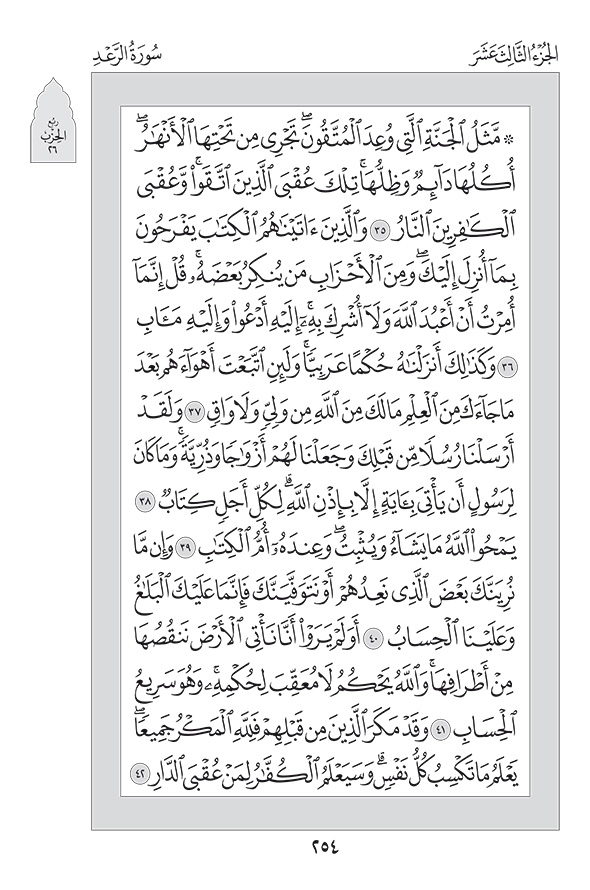 الجُزْءُ الثَّالِثَ عَشَرَ
سُورَةُ الرَّعْدِ
رُبْعُ
الحِزْبِ
٢٦
۞ مَّثَلُ ٱلْجَنَّةِ ٱلَّتِى وُعِدَ ٱلْمُتَّقُونَۖ تَجْرِى مِن تَحْتِهَا ٱلْأَنْهَٰرُۖ
أُكُلُهَا دَآئِمٌ وَظِلُّهَاۚ تِلْكَ عُقْبَى ٱلَّذِينَ ٱتَّقَوا۟ۚ وَّعُقْبَى
ٱلْكَٰفِرِينَ ٱلنَّارُ ٣٥ وَٱلَّذِينَ ءَاتَيْنَٰهُمُ ٱلْكِتَٰبَ يَفْرَحُونَ
بِمَآ أُنزِلَ إِلَيْكَۖ وَمِنَ ٱلْأَحْزَابِ مَن يُنكِرُ بَعْضَهُۥۚ قُلْ إِنَّمَآ
أُمِرْتُ أَنْ أَعْبُدَ ٱللَّهَ وَلَآ أُشْرِكَ بِهِۦٓۚ إِلَيْهِ أَدْعُوا۟ وَإِلَيْهِ مَـَٔابِ
٣٦ وَكَذَٰلِكَ أَنزَلْنَٰهُ حُكْمًا عَرَبِيًّاۚ وَلَئِنِ ٱتَّبَعْتَ أَهْوَآءَهُم بَعْدَ
مَا جَآءَكَ مِنَ ٱلْعِلْمِ مَا لَكَ مِنَ ٱللَّهِ مِن وَلِىٍّ وَلَا وَاقٍ ٣٧ وَلَقَدْ
أَرْسَلْنَا رُسُلًا مِّن قَبْلِكَ وَجَعَلْنَا لَهُمْ أَزْوَٰجًا وَذُرِّيَّةًۚ وَمَا كَانَ
لِرَسُولٍ أَن يَأْتِىَ بِـَٔايَةٍ إِلَّا بِإِذْنِ ٱللَّهِۗ لِكُلِّ أَجَلٍ كِتَابٌ ٣٨
يَمْحُوا۟ ٱللَّهُ مَا يَشَآءُ وَيُثْبِتُۖ وَعِندَهُۥٓ أُمُّ ٱلْكِتَٰبِ ٣٩ وَإِن مَّا
نُرِيَنَّكَ بَعْضَ ٱلَّذِى نَعِدُهُمْ أَوْ نَتَوَفَّيَنَّكَ فَإِنَّمَا عَلَيْكَ ٱلْبَلَٰغُ
وَعَلَيْنَا ٱلْحِسَابُ ٤٠ أَوَلَمْ يَرَوْا۟ أَنَّا نَأْتِى ٱلْأَرْضَ نَنقُصُهَا
مِنْ أَطْرَافِهَاۚ وَٱللَّهُ يَحْكُمُ لَا مُعَقِّبَ لِحُكْمِهِۦۚ وَهُوَ سَرِيعُ
ٱلْحِسَابِ ٤١ وَقَدْ مَكَرَ ٱلَّذِينَ مِن قَبْلِهِمْ فَلِلَّهِ ٱلْمَكْرُ جَمِيعًاۖ
يَعْلَمُ مَا تَكْسِبُ كُلُّ نَفْسٍۗ وَسَيَعْلَمُ ٱلْكُفَّٰرُ لِمَنْ عُقْبَى ٱلدَّارِ ٤٢
٢٥٤